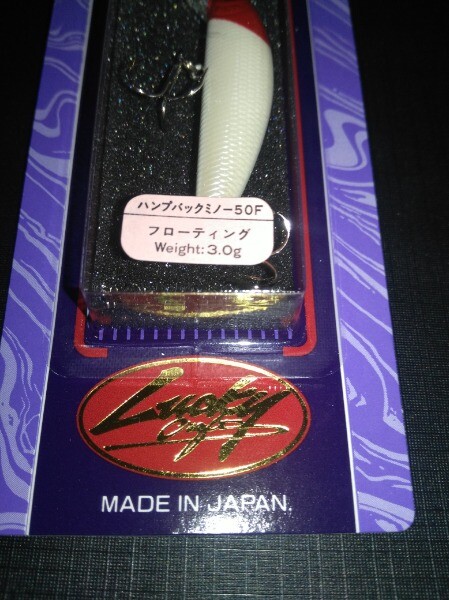 ハンプバックミノー50F
フローティング
Weight: 3.0g
Lucky
Craft
MADE IN JAPAN.